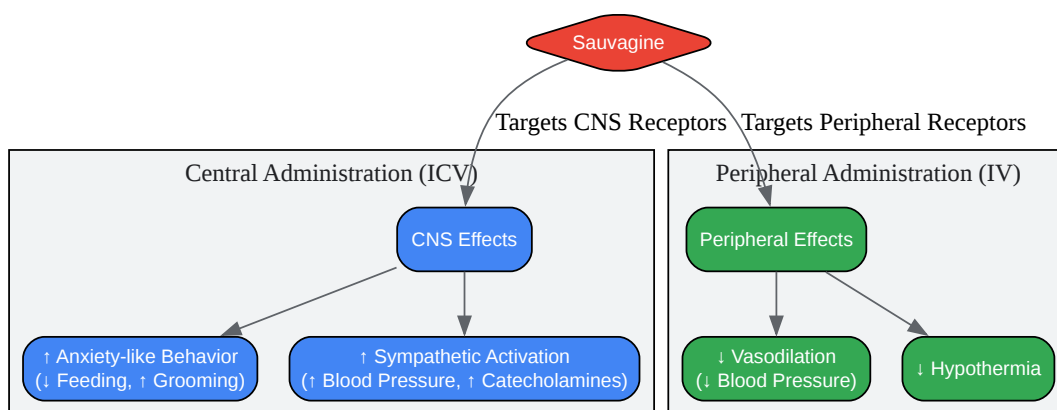 Sauvagine
Targets CNS Receptors
Targets Peripheral Receptors
Central Administration (ICV)
Peripheral Administration (IV)
CNS Effects
Peripheral Effects
↑ Anxiety-like Behavior
(↓ Feeding, ↑ Grooming)
↑ Sympathetic Activation
(↑ Blood Pressure, ↑ Catecholamines)
↓ Vasodilation
(↓ Blood Pressure)
↓ Hypothermia